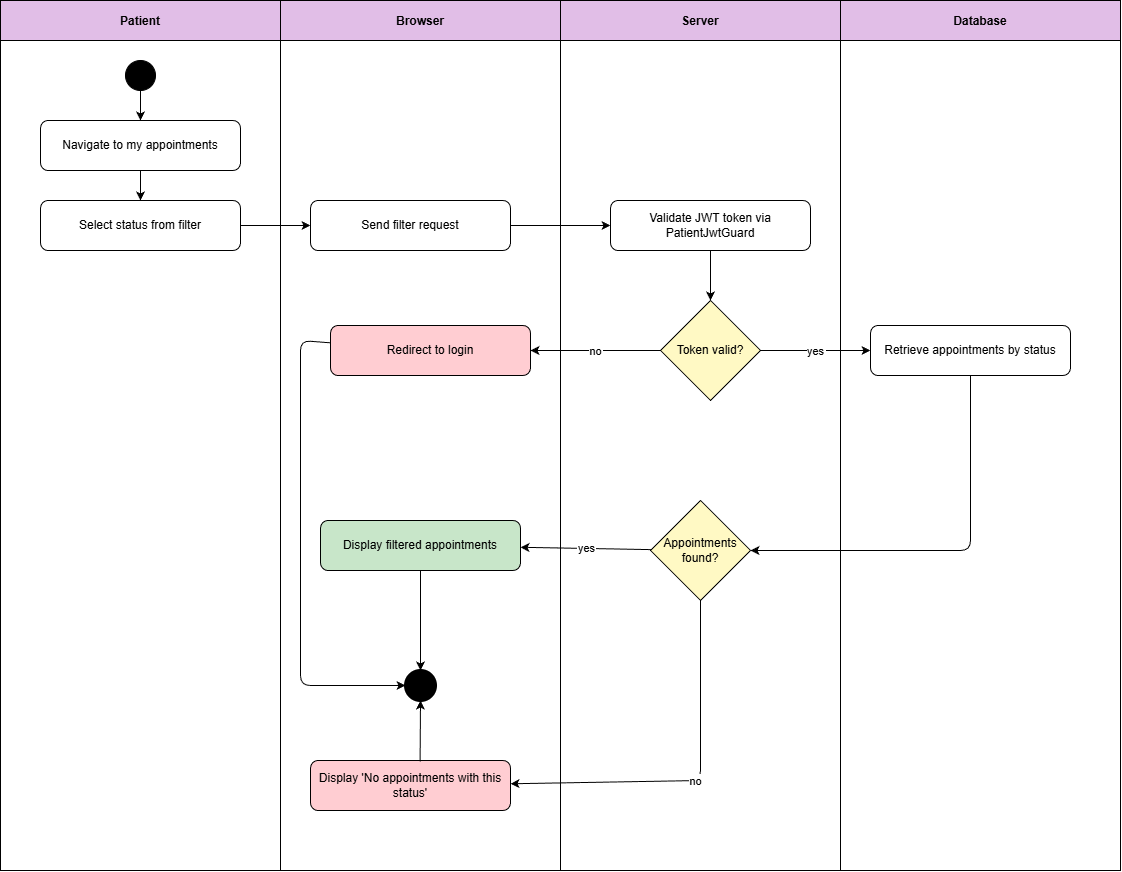 Patient
Browser
Server
Database
Navigate to my appointments
Select status from filter
Send filter request
Validate JWT token via
PatientJwtGuard
Redirect to login
no
Token valid?
yes
Retrieve appointments by status
Display filtered appointments
yes
Appointments
found?
Display 'No appointments with this
status'
no